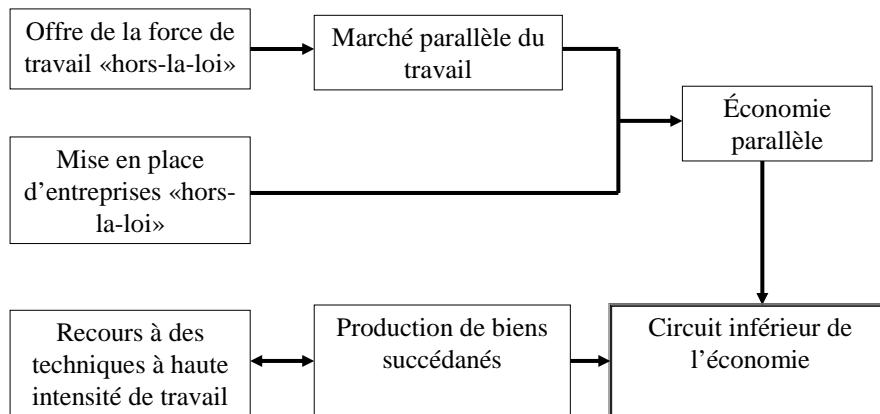 Offre de la force de
travail «hors-la-loi»
Marché parallèle du
travail
Économie
parallèle
Mise en place
d’entreprises «hors-
la-loi»
Recours à des
techniques à haute
intensité de travail
Production de biens
succédanés
Circuit inférieur de
l’économie